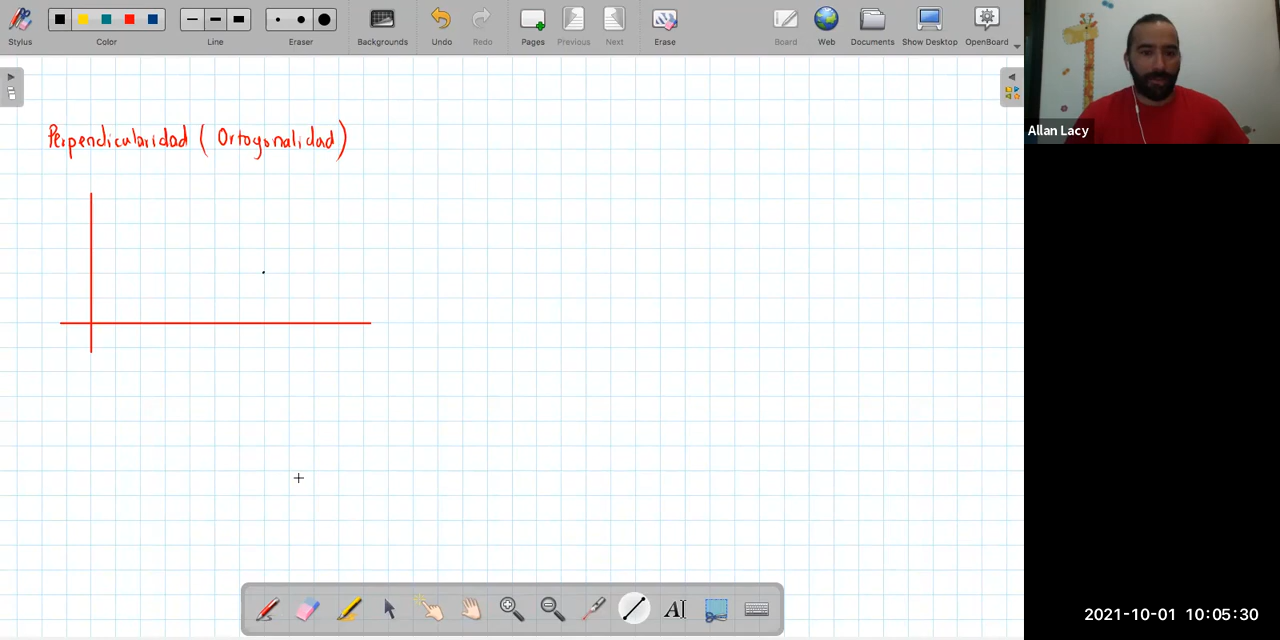 Stylus
Color
Line
Eraser
Backgrounds
Undo
Redo
Pages
Previous
Next
Erase
Board
Web
Documents
Show Desktop
OpenBoard
Allan Lacy
Perpendicularidad (Ortogonalidad)
AI
2021-10-01 10:05:30